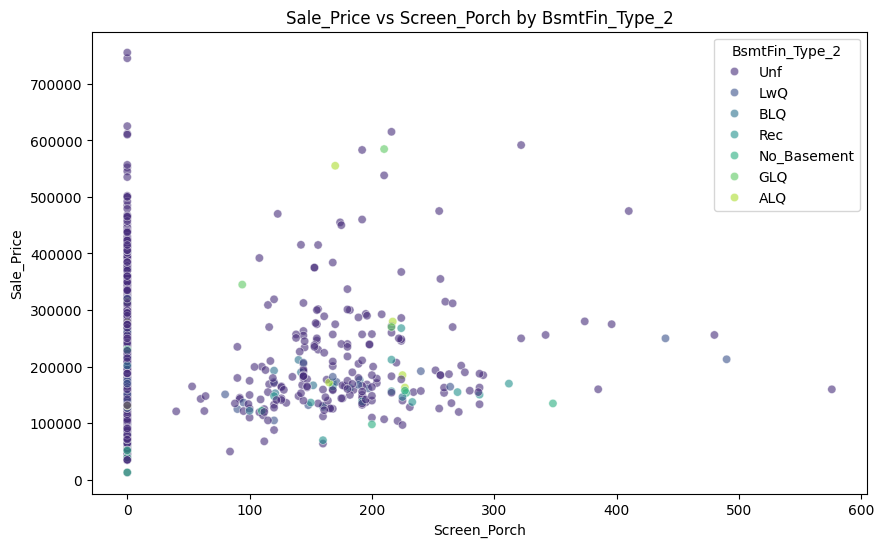 Sale_Price vs Screen_Porch by BsmtFin_Type_2
BsmtFin_Type_2
Unf
LwQ
BLQ
Rec
No_Basement
GLQ
ALQ
Sale_Price
700000
600000
500000
400000
300000
200000
100000
0
0 100 200 300 400 500 600
Screen_Porch